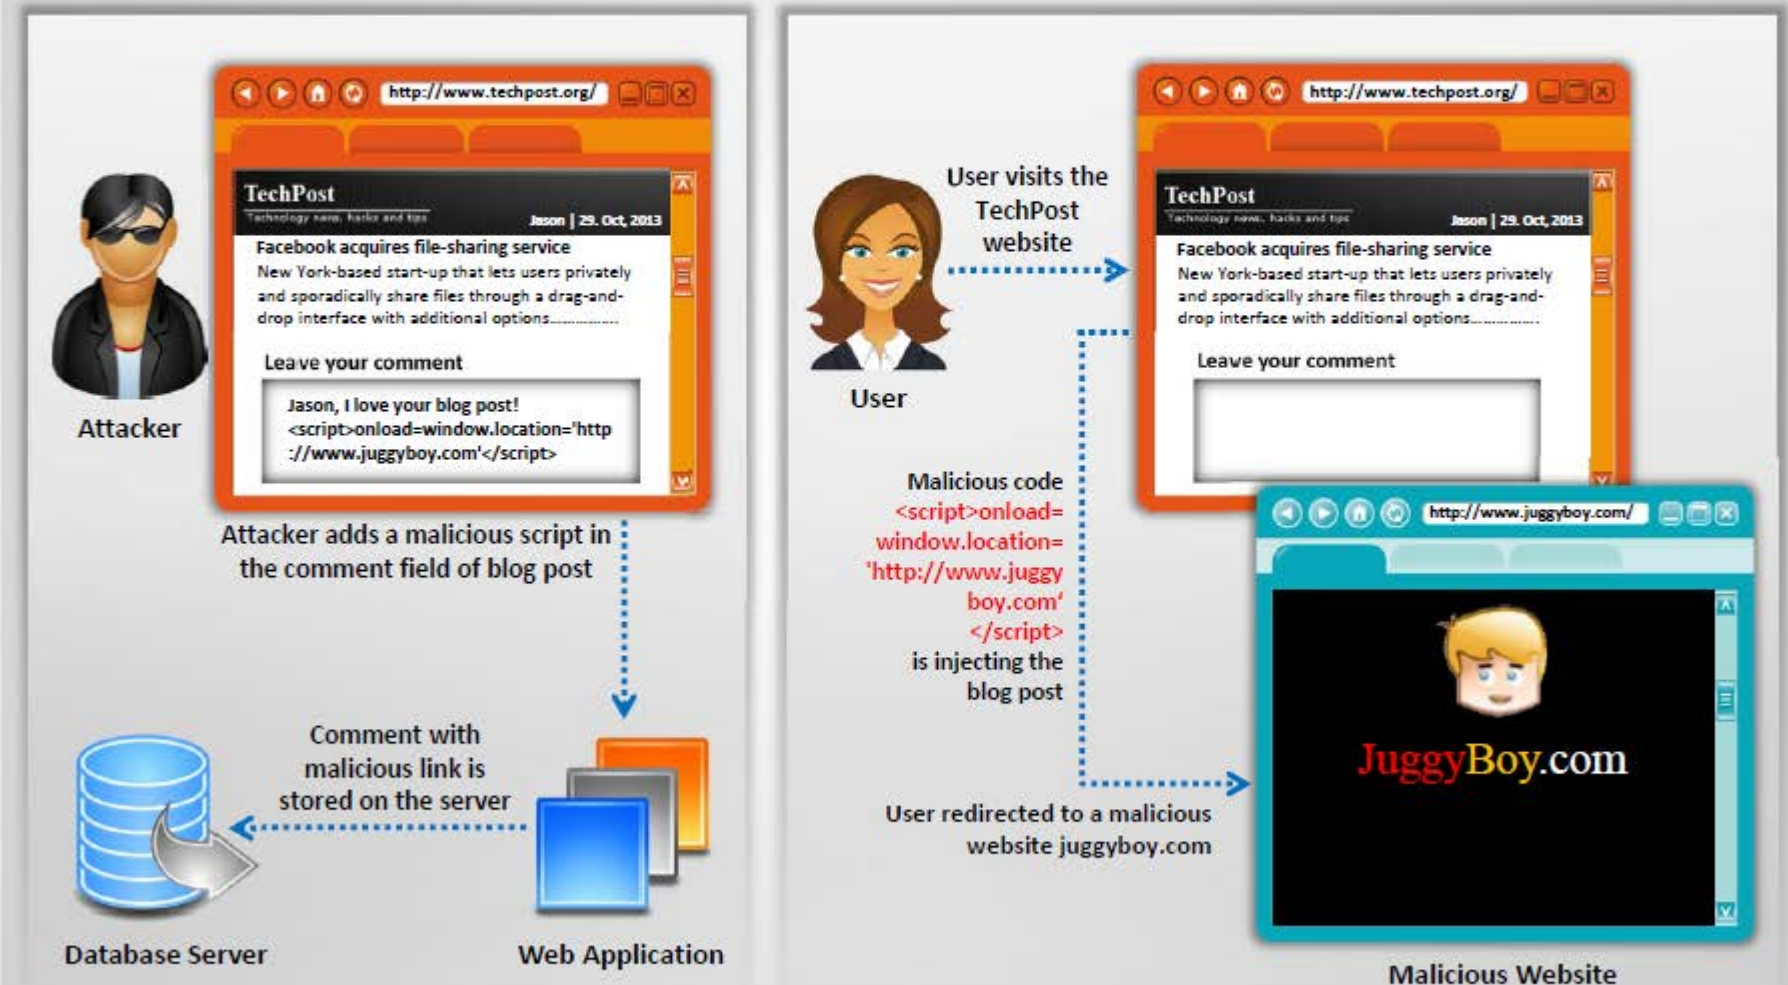 http://www.techpost.org/
TechPost
Technology news, hacks and tips
Jason | 29. Oct, 2013
Facebook acquires file-sharing service
New York-based start-up that lets users privately
and sporadically share files through a drag-and-
drop interface with additional options.................
Leave your comment
Jason, I love your blog post!
<script>onload=window.location='http
://www.juggyboy.com'</script>
Attacker
Attacker adds a malicious script in
the comment field of blog post
Comment with
malicious link is
stored on the server
Database Server
Web Application
http://www.techpost.org/
User visits the
TechPost
website
User
TechPost
Technology news, hacks and tips
Jason | 29. Oct, 2013
Facebook acquires file-sharing service
New York-based start-up that lets users privately
and sporadically share files through a drag-and-
drop interface with additional options.................
Leave your comment
Malicious code
<script>onload=
window.location=
'http://www.juggy
boy.com'
</script>
is injecting the
blog post
User redirected to a malicious
website juggyboy.com
http://www.juggyboy.com/
JuggyBoy.com
Malicious Website